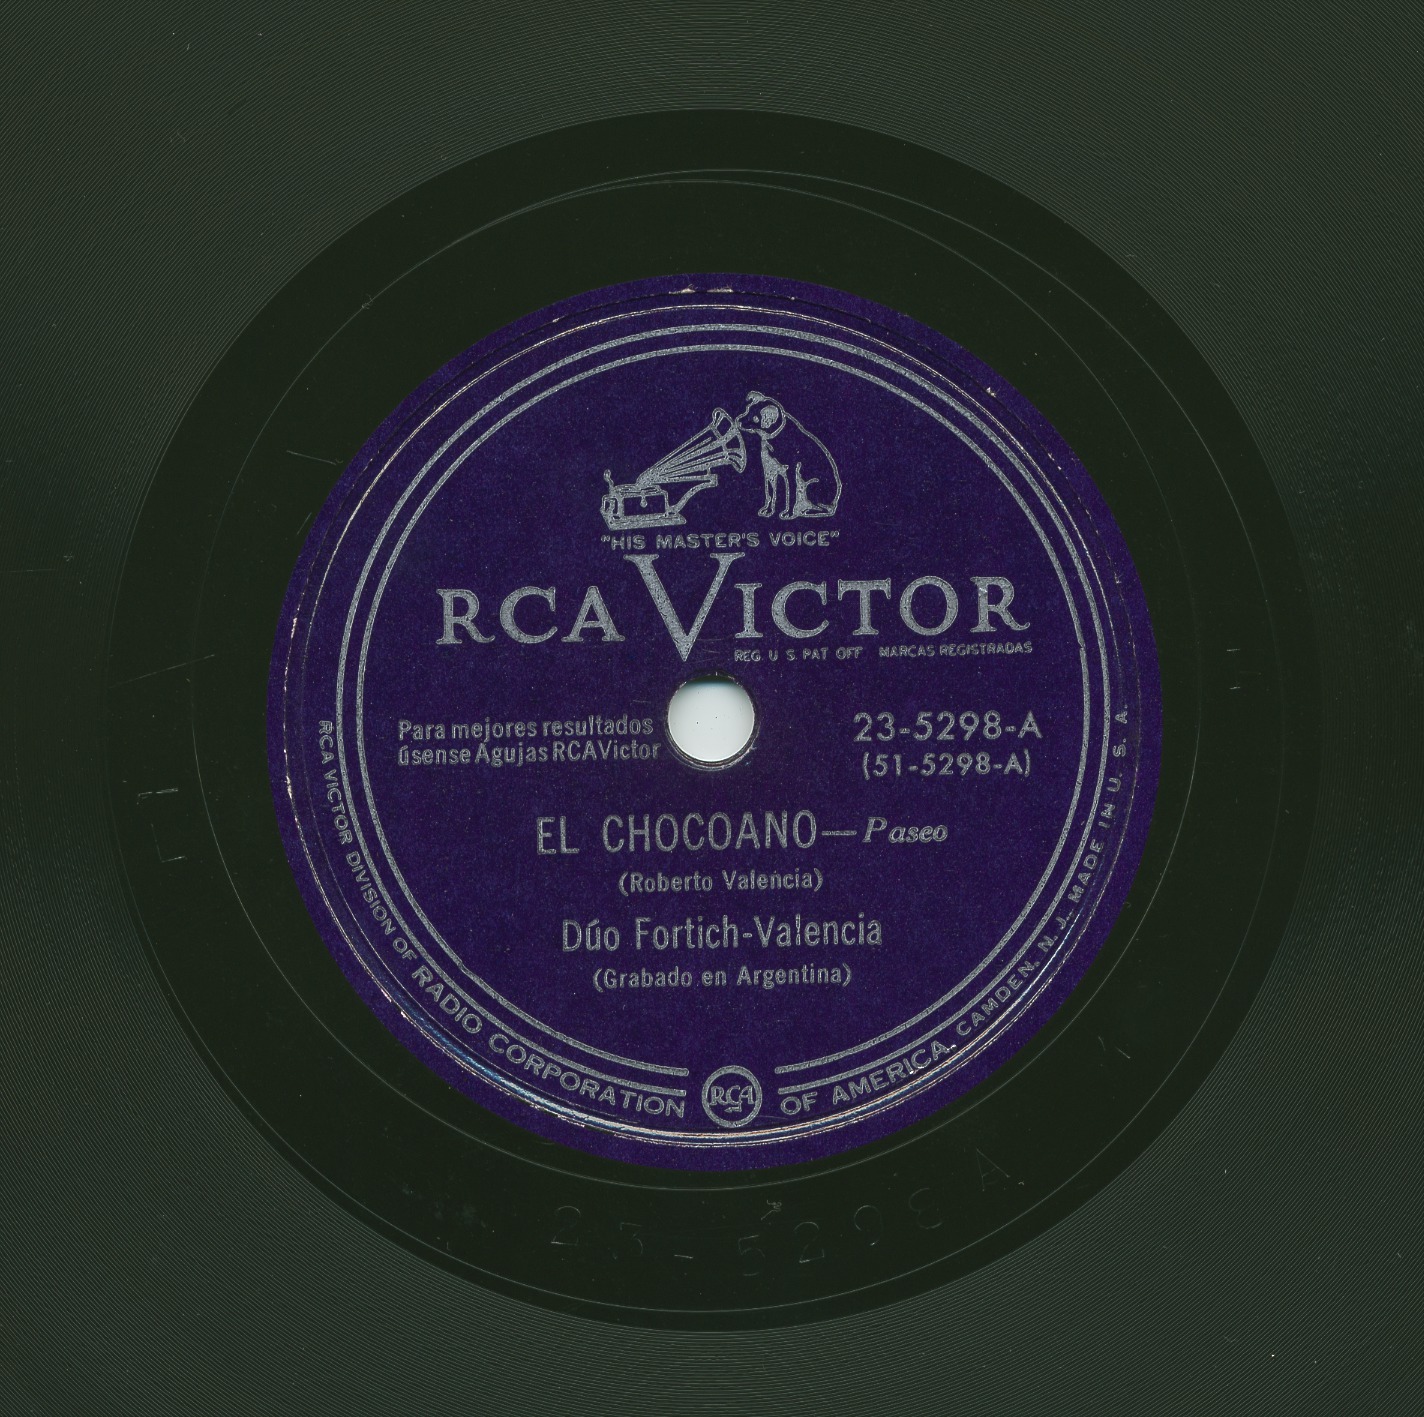 "HIS MASTER'S VOICE"
RCA VICTOR
REG. U. S. PAT. OFF. MARCAS REGISTRADAS
Para mejores resultados
úsense Agujas RCA Victor
23-5298-A
(51-5298-A)
EL CHOCOANO—Paseo
(Roberto Valencia)
Dúo Fortich-Valencia
(Grabado en Argentina)
RCA VICTOR DIVISION OF RADIO CORPORATION OF AMERICA, CAMDEN, N. J., MADE IN U. S. A.
RCA
23-5298 A